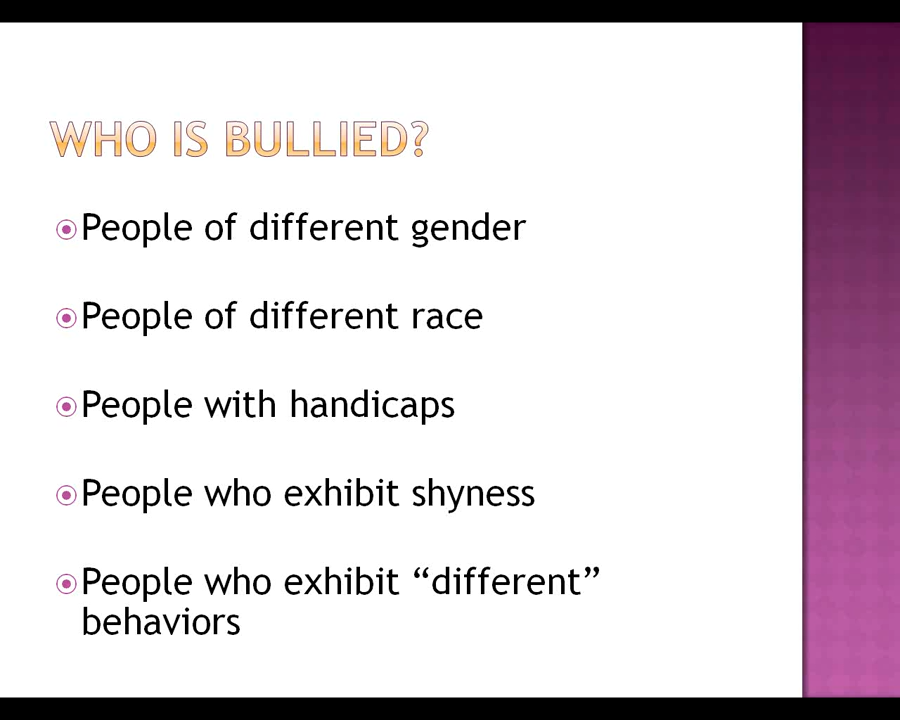 WHO IS BULLIED?
People of different gender
People of different race
People with handicaps
People who exhibit shyness
People who exhibit “different”
behaviors